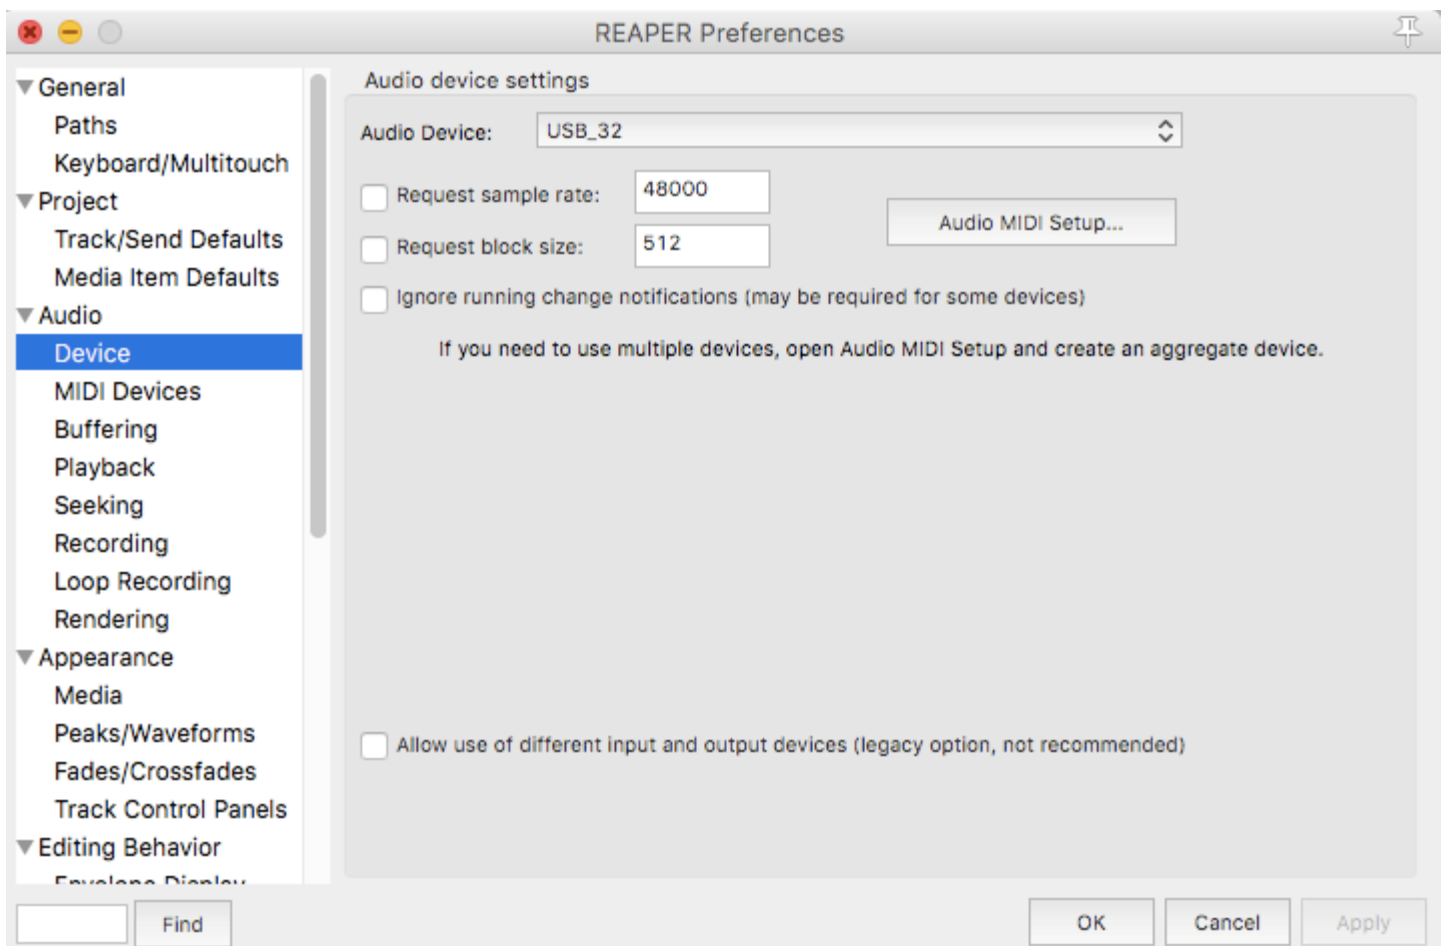 REAPER Preferences
General
Paths
Keyboard/Multitouch
Project
Track/Send Defaults
Media Item Defaults
Audio
Device
MIDI Devices
Buffering
Playback
Seeking
Recording
Loop Recording
Rendering
Appearance
Media
Peaks/Waveforms
Fades/Crossfades
Track Control Panels
Editing Behavior
Envelope Display
Find
Audio device settings
Audio Device: USB_32
Request sample rate: 48000
Request block size: 512
Audio MIDI Setup...
Ignore running change notifications (may be required for some devices)
If you need to use multiple devices, open Audio MIDI Setup and create an aggregate device.
Allow use of different input and output devices (legacy option, not recommended)
OK
Cancel
Apply